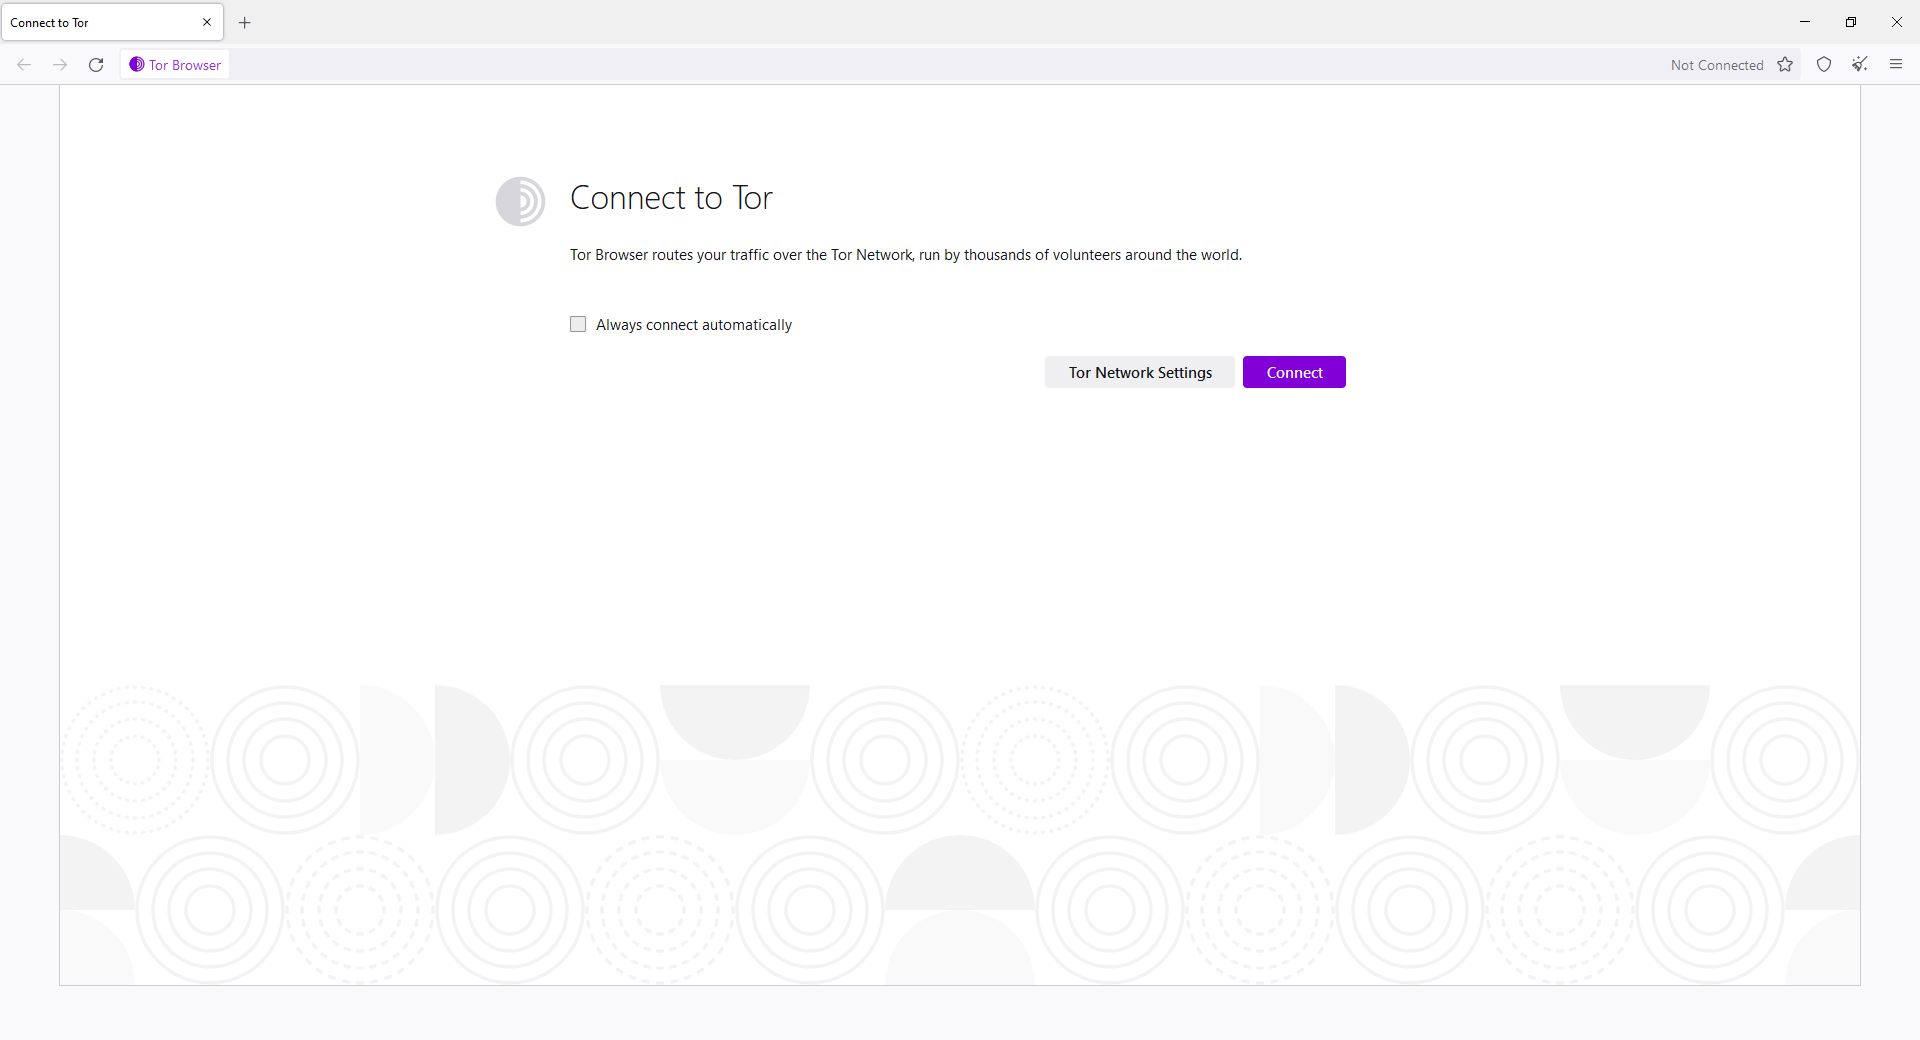 Connect to Tor
Tor Browser
Not Connected
Connect to Tor
Tor Browser routes your traffic over the Tor Network, run by thousands of volunteers around the world.
Always connect automatically
Tor Network Settings
Connect